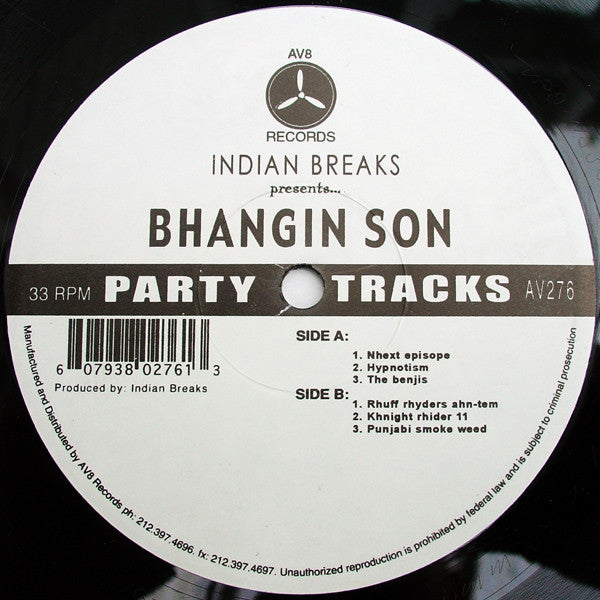 AV8
RECORDS
INDIAN BREAKS
presents...
BHANGIN SON
33 RPM PARTY TRACKS AV276
6 07938 02761 3
Produced by: Indian Breaks
SIDE A:
1. Nhext episope
2. Hypnotism
3. The benjis
SIDE B:
1. Rhuff rhyders ahn-tem
2. Khnight rhider 11
3. Punjabi smoke weed
Manufactured and Distributed by AV8 Records ph: 212.397.4696. fx: 212.397.4697. Unauthorized reproduction is prohibited by federal law and is subject to criminal prosecution